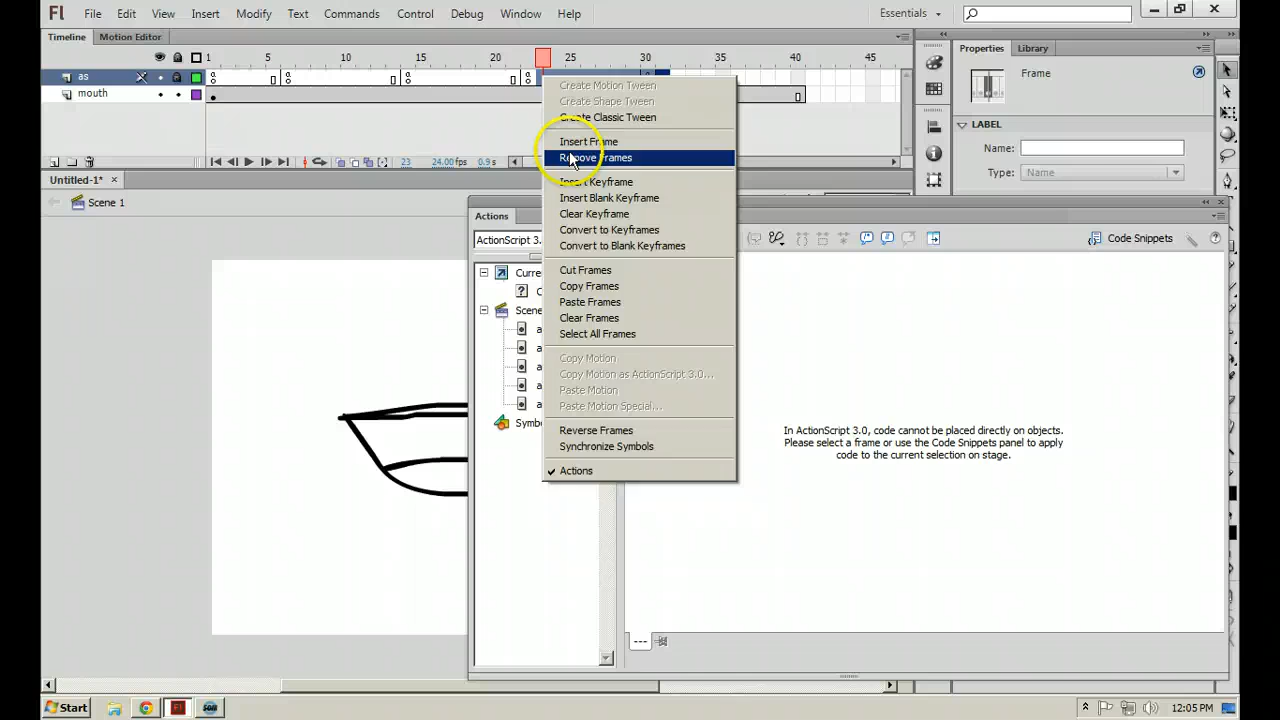 Fl File Edit View Insert Modify Text Commands Control Debug Window Help Essentials
Timeline Motion Editor
1 5 10 15 20 25 30 35 40 45
as
mouth
23 24.00 fps 0.9 s
Untitled-1*
Scene 1
Create Motion Tween
Create Shape Tween
Create Classic Tween
Insert Frame
Remove Frames
Insert Keyframe
Insert Blank Keyframe
Clear Keyframe
Convert to Keyframes
Convert to Blank Keyframes
Cut Frames
Copy Frames
Paste Frames
Clear Frames
Select All Frames
Copy Motion
Copy Motion as ActionScript 3.0...
Paste Motion
Paste Motion Special...
Reverse Frames
Synchronize Symbols
Actions
Properties Library
Frame
LABEL
Name:
Type: Name
Actions
ActionScript 3.
Code Snippets
Curre
C
Scene
a
a
a
a
a
Symbo
In ActionScript 3.0, code cannot be placed directly on objects.
Please select a frame or use the Code Snippets panel to apply
code to the current selection on stage.
Start
12:05 PM